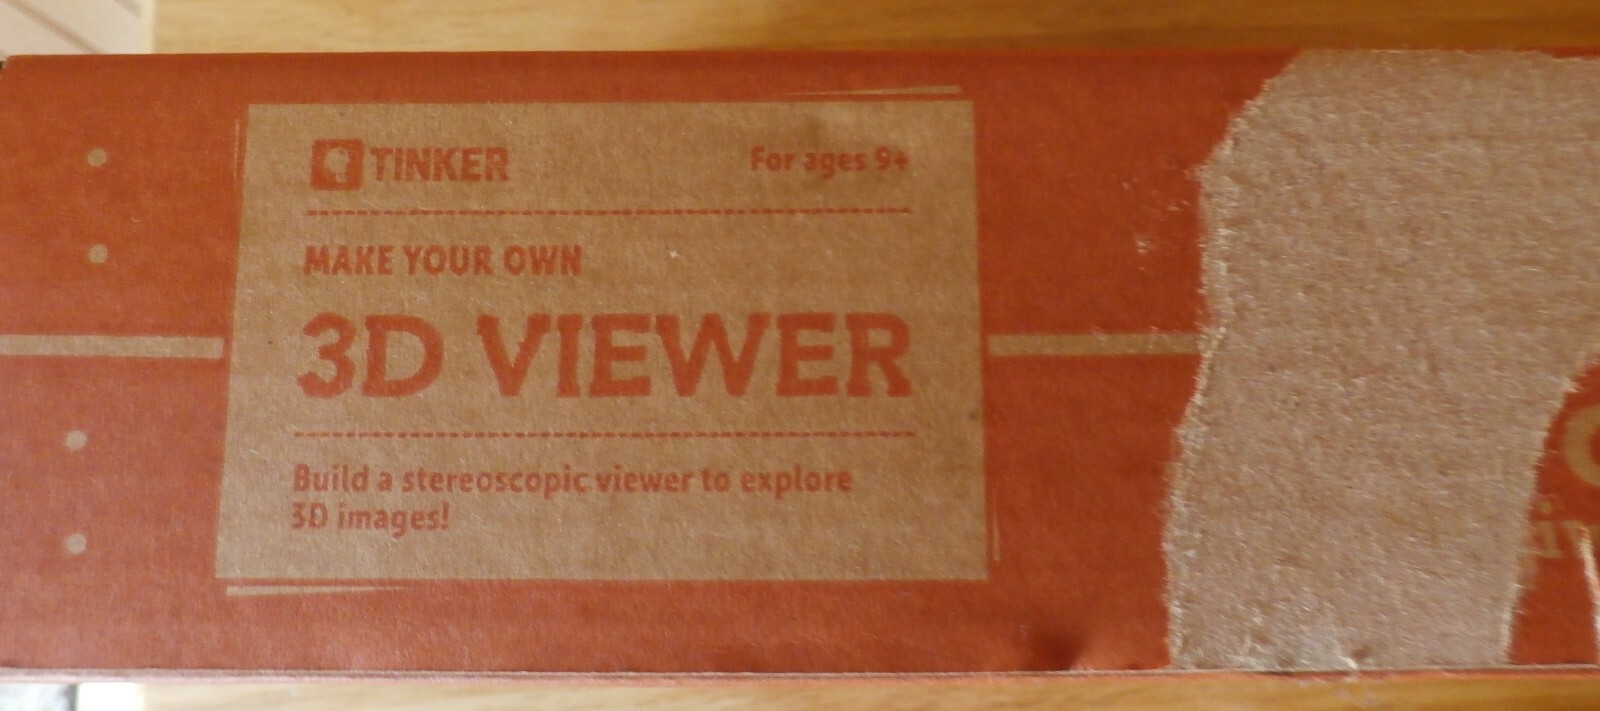 TINKER
For ages 9+
MAKE YOUR OWN
3D VIEWER
Build a stereoscopic viewer to explore
3D images!